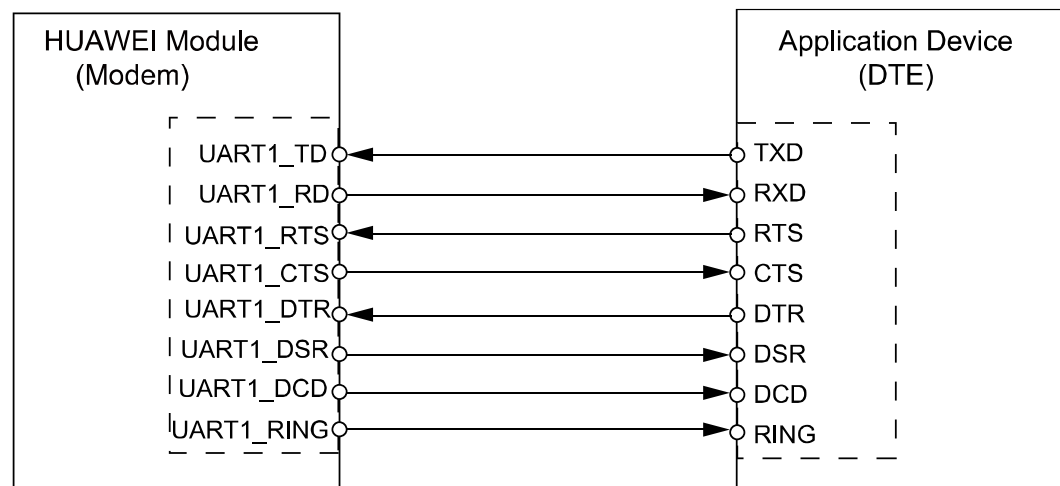 HUAWEI Module
(Modem)
UART1_TD
UART1_RD
UART1_RTS
UART1_CTS
UART1_DTR
UART1_DSR
UART1_DCD
UART1_RING
Application Device
(DTE)
TXD
RXD
RTS
CTS
DTR
DSR
DCD
RING